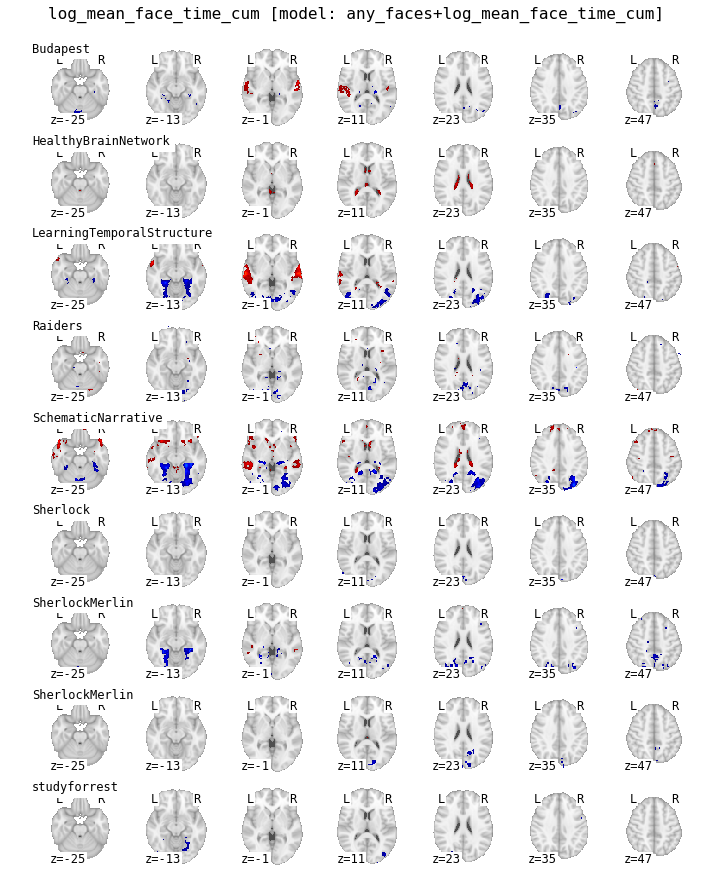 log_mean_face_time_cum [model: any_faces+log_mean_face_time_cum]
Budapest
L R L R L R L R L R L R L R
z=-25 z=-13 z=-1 z=11 z=23 z=35 z=47
HealthyBrainNetwork
L R L R L R L R L R L R L R
z=-25 z=-13 z=-1 z=11 z=23 z=35 z=47
LearningTemporalStructure
L R L R L R L R L R L R L R
z=-25 z=-13 z=-1 z=11 z=23 z=35 z=47
Raiders
L R L R L R L R L R L R L R
z=-25 z=-13 z=-1 z=11 z=23 z=35 z=47
SchematicNarrative
L R L R L R L R L R L R L R
z=-25 z=-13 z=-1 z=11 z=23 z=35 z=47
Sherlock
L R L R L R L R L R L R L R
z=-25 z=-13 z=-1 z=11 z=23 z=35 z=47
SherlockMerlin
L R L R L R L R L R L R L R
z=-25 z=-13 z=-1 z=11 z=23 z=35 z=47
SherlockMerlin
L R L R L R L R L R L R L R
z=-25 z=-13 z=-1 z=11 z=23 z=35 z=47
studyforrest
L R L R L R L R L R L R L R
z=-25 z=-13 z=-1 z=11 z=23 z=35 z=47